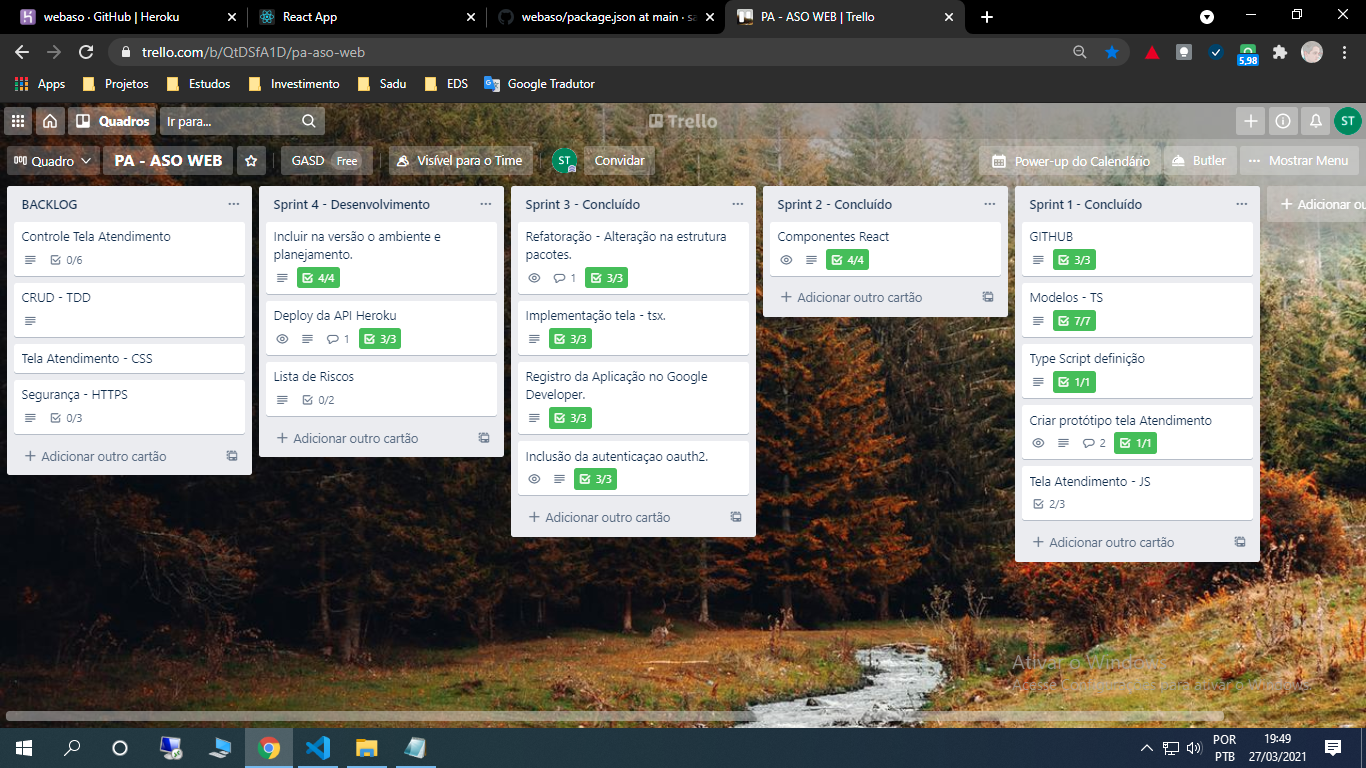 webaso · GitHub | Heroku
React App
webaso/package.json at main · sa
PA - ASO WEB | Trello
trello.com/b/QtDSfA1D/pa-aso-web
5,98
Apps
Projetos
Estudos
Investimento
Sadu
EDS
Google Tradutor
Quadros
Ir para...
Trello
ST
Quadro
PA - ASO WEB
GASD Free
Visível para o Time
ST
Convidar
Power-up do Calendário
Butler
Mostrar Menu
BACKLOG
Controle Tela Atendimento
0/6
CRUD - TDD
Tela Atendimento - CSS
Segurança - HTTPS
0/3
+ Adicionar outro cartão
Sprint 4 - Desenvolvimento
Incluir na versão o ambiente e
planejamento.
4/4
Deploy da API Heroku
1 3/3
Lista de Riscos
0/2
+ Adicionar outro cartão
Sprint 3 - Concluído
Refatoração - Alteração na estrutura
pacotes.
1 3/3
Implementação tela - tsx.
3/3
Registro da Aplicação no Google
Developer.
3/3
Inclusão da autenticaçao oauth2.
3/3
+ Adicionar outro cartão
Sprint 2 - Concluído
Componentes React
4/4
+ Adicionar outro cartão
Sprint 1 - Concluído
GITHUB
3/3
Modelos - TS
7/7
Type Script definição
1/1
Criar protótipo tela Atendimento
2 1/1
Tela Atendimento - JS
2/3
+ Adicionar outro cartão
+ Adicionar ou
Ativar o Windows
POR
PTB
19:49
27/03/2021